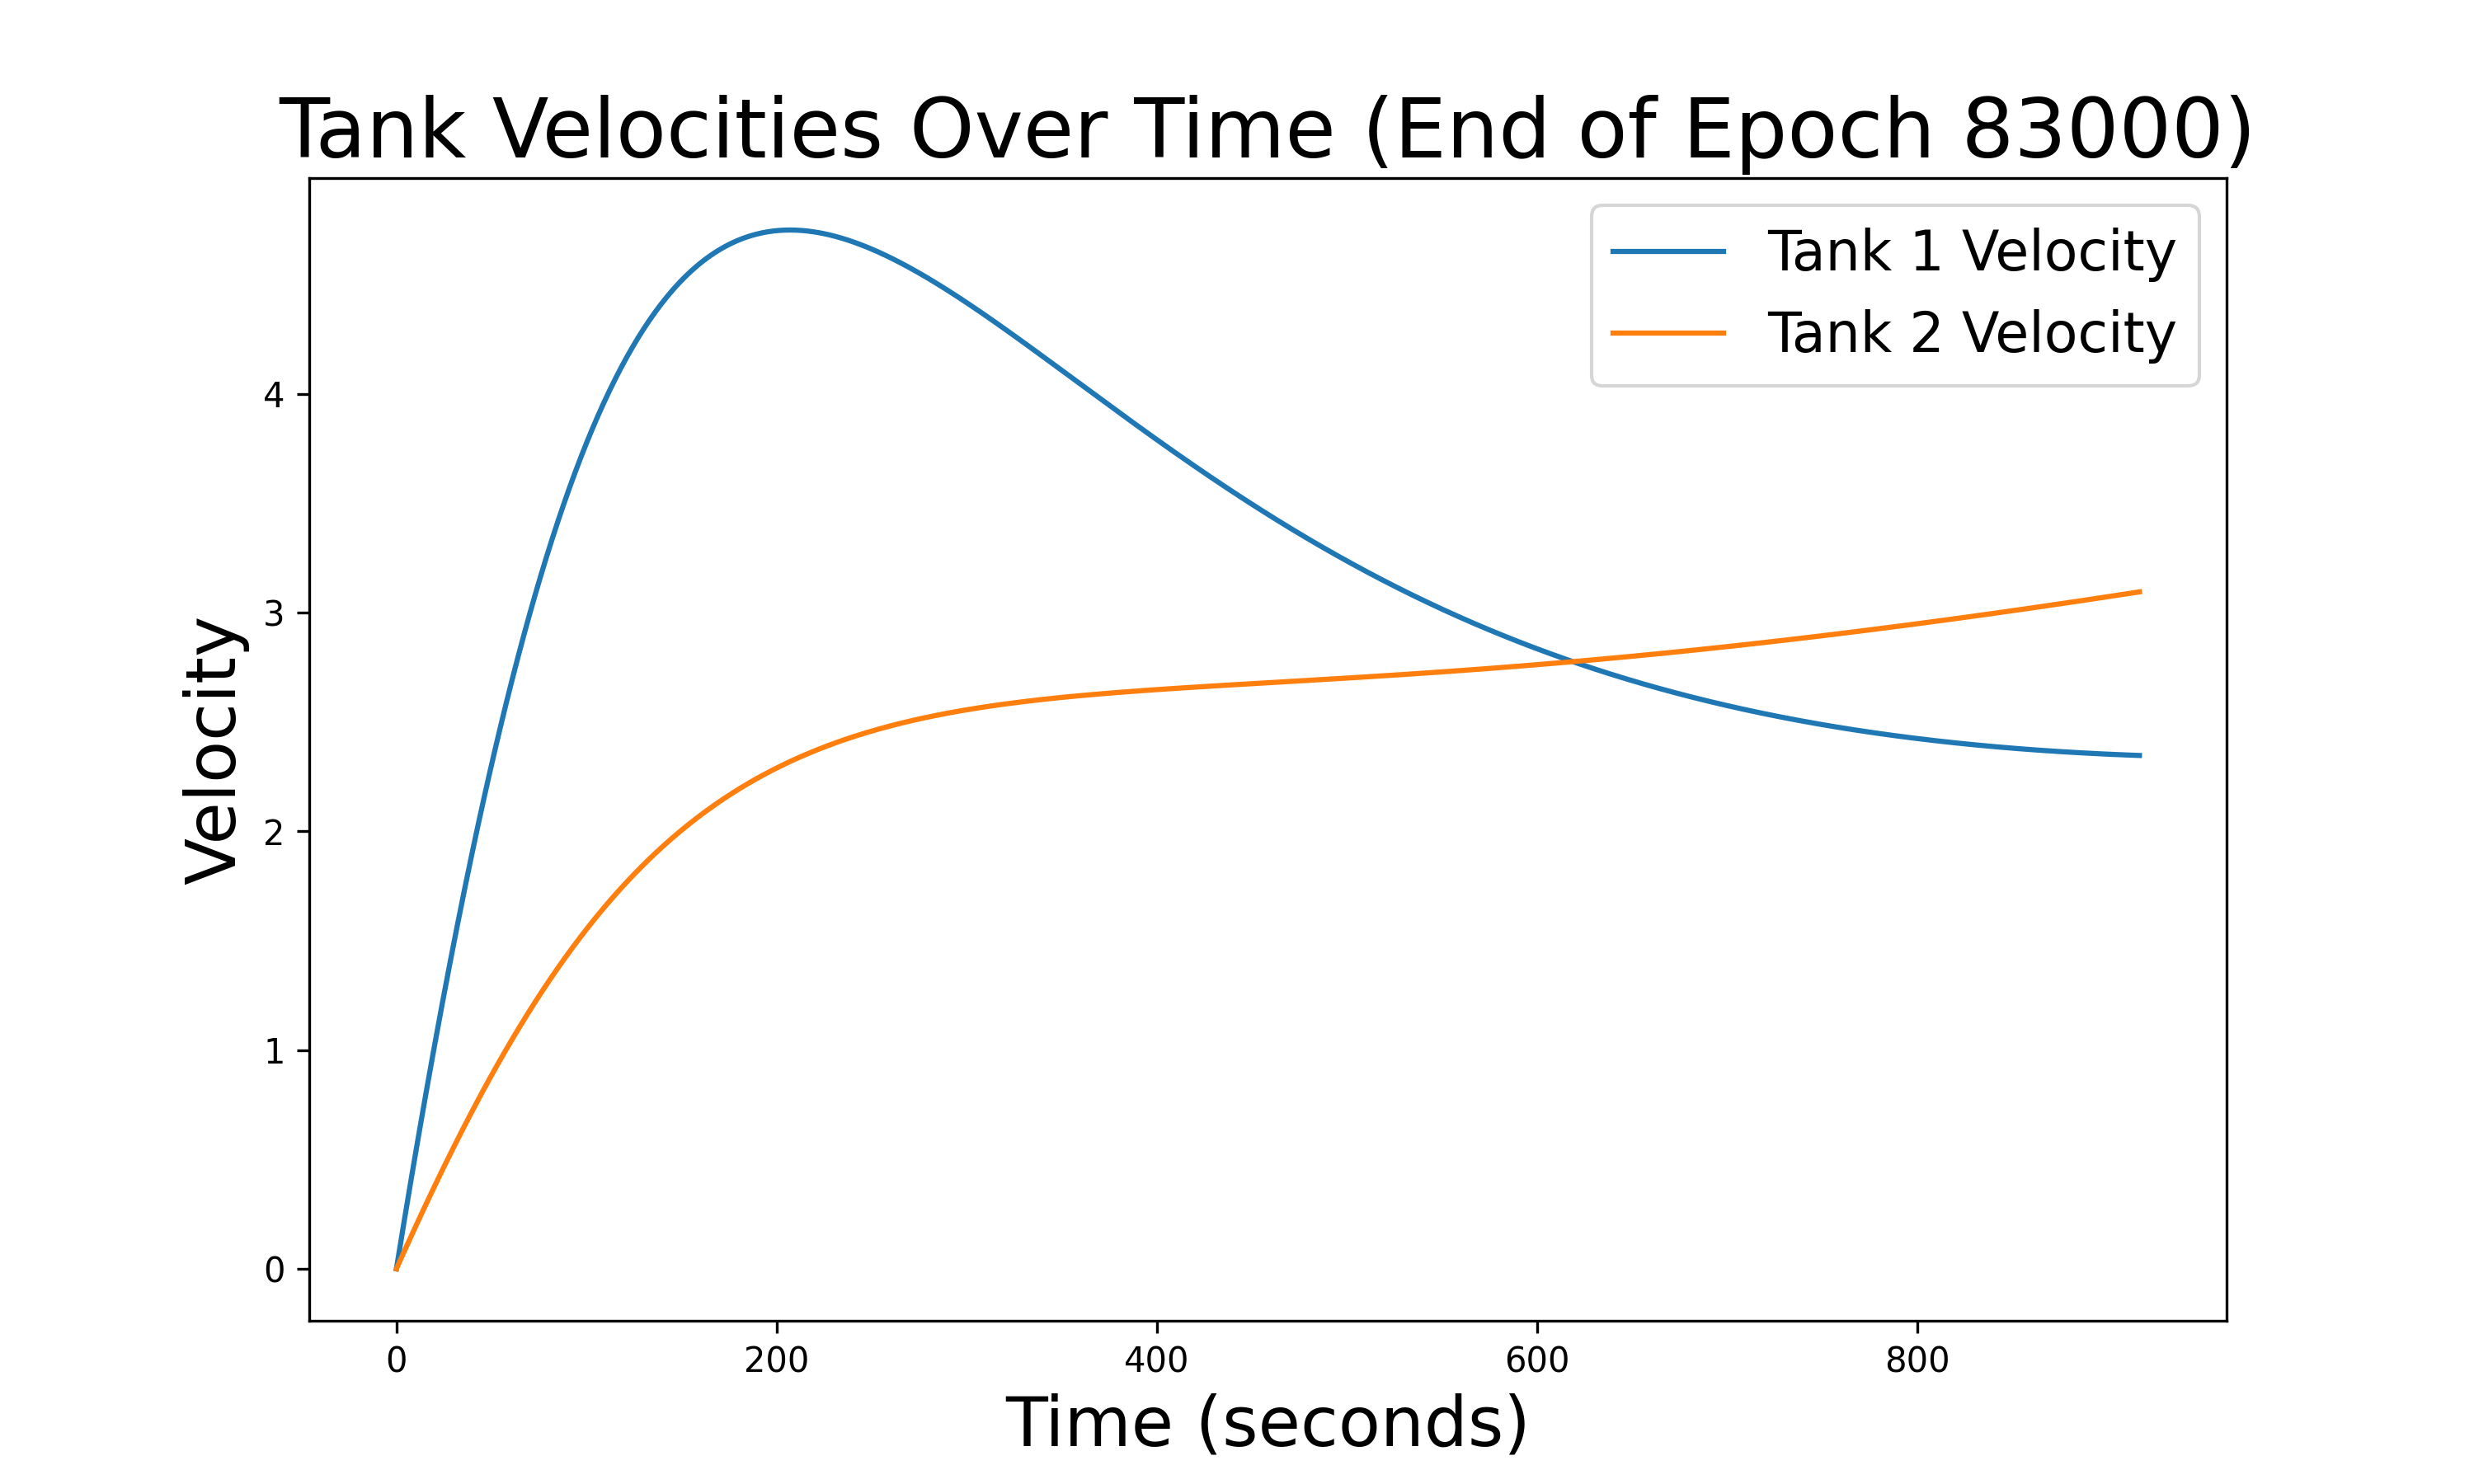 Tank Velocities Over Time (End of Epoch 83000)
Tank 1 Velocity
Tank 2 Velocity
Velocity
4
3
2
1
0
0 200 400 600 800
Time (seconds)